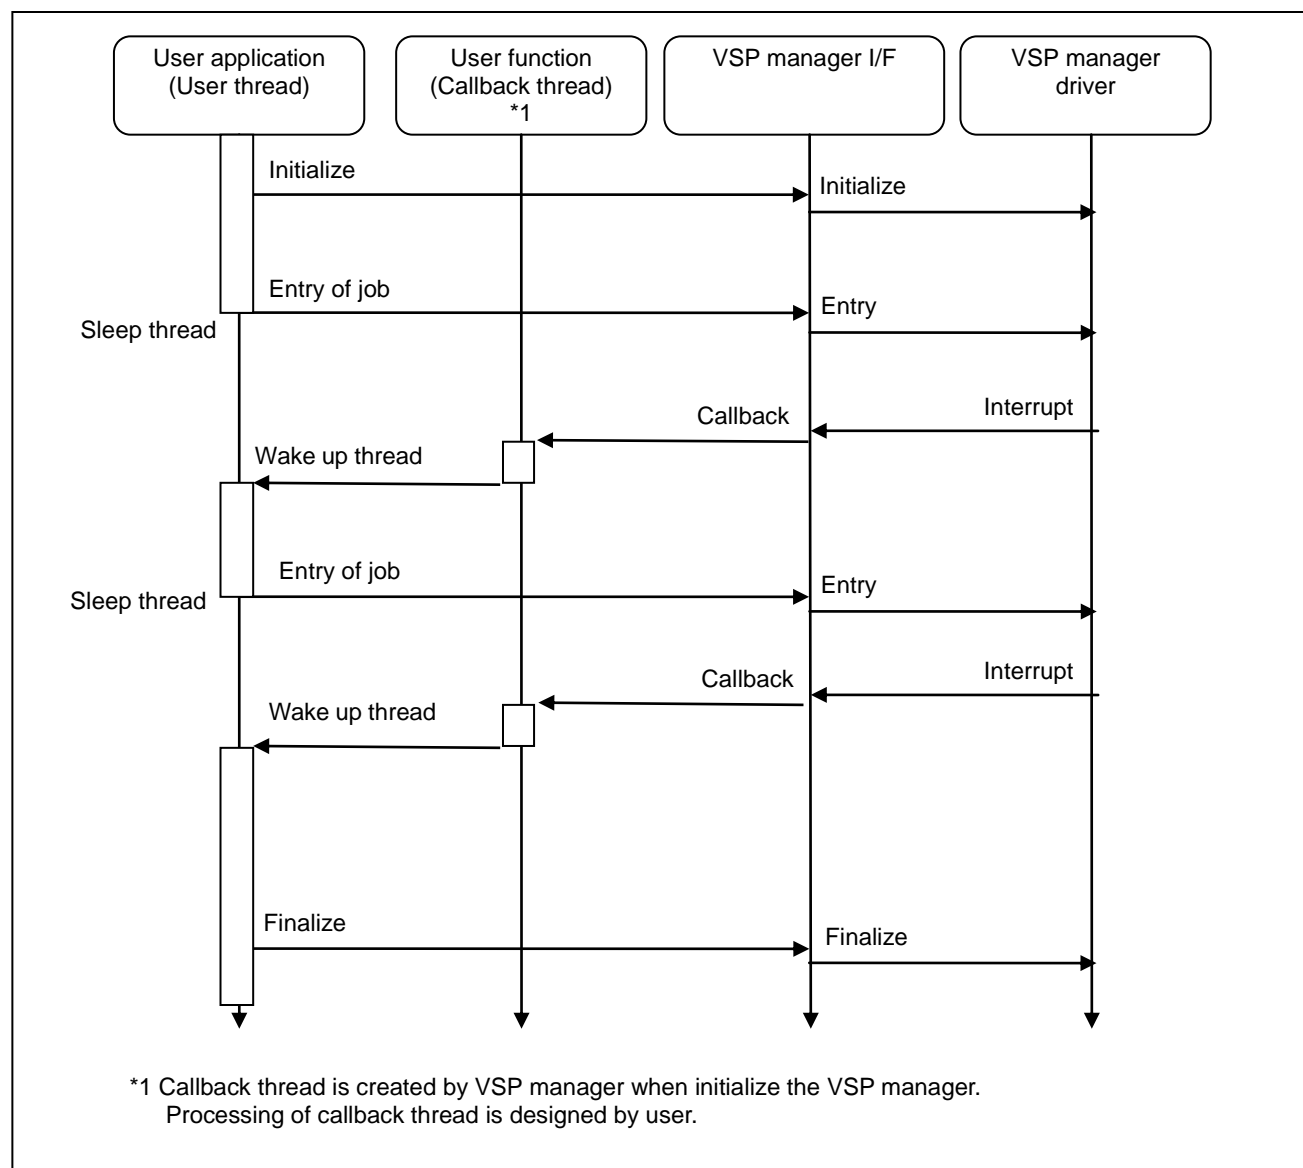 User application
(User thread)
User function
(Callback thread)
*1
VSP manager I/F
VSP manager
driver
Initialize
Initialize
Entry of job
Entry
Sleep thread
Interrupt
Callback
Wake up thread
Entry of job
Entry
Sleep thread
Interrupt
Callback
Wake up thread
Finalize
Finalize
*1 Callback thread is created by VSP manager when initialize the VSP manager.
Processing of callback thread is designed by user.